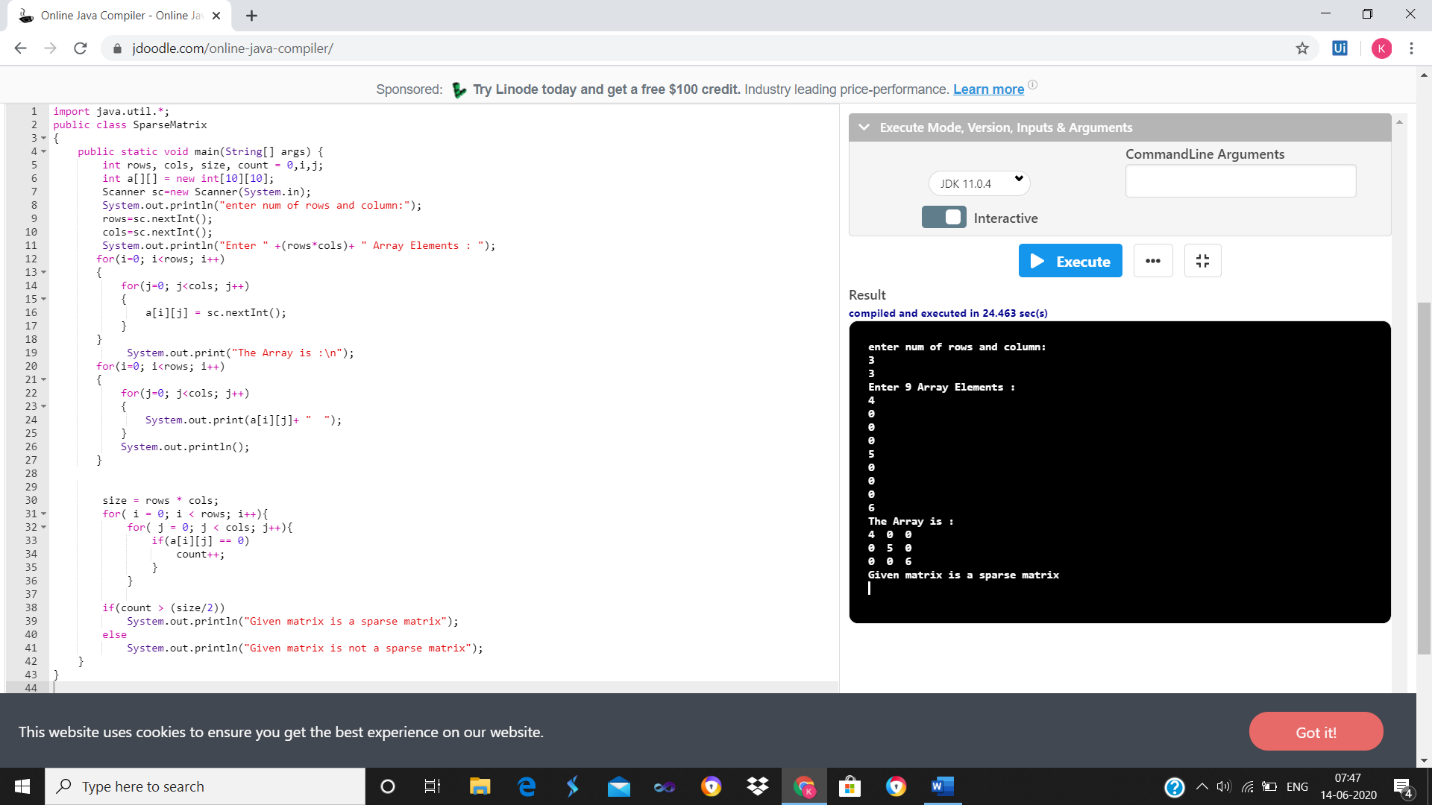 Online Java Compiler - Online Ja
jdoodle.com/online-java-compiler/
Ui
K
Sponsored: Try Linode today and get a free $100 credit. Industry leading price-performance. Learn more
1 import java.util.*;
2 public class SparseMatrix
3 {
4 public static void main(String[] args) {
5 int rows, cols, size, count = 0,i,j;
6 int a[][] = new int[10][10];
7 Scanner sc=new Scanner(System.in);
8 System.out.println("enter num of rows and column:");
9 rows=sc.nextInt();
10 cols=sc.nextInt();
11 System.out.println("Enter " +(rows*cols)+ " Array Elements : ");
12 for(i=0; i<rows; i++)
13 {
14 for(j=0; j<cols; j++)
15 {
16 a[i][j] = sc.nextInt();
17 }
18 }
19 System.out.print("The Array is :\n");
20 for(i=0; i<rows; i++)
21 {
22 for(j=0; j<cols; j++)
23 {
24 System.out.print(a[i][j]+ "  ");
25 }
26 System.out.println();
27 }
28
29
30 size = rows * cols;
31 for( i = 0; i < rows; i++){
32 for( j = 0; j < cols; j++){
33 if(a[i][j] == 0)
34 count++;
35 }
36 }
37
38 if(count > (size/2))
39 System.out.println("Given matrix is a sparse matrix");
40 else
41 System.out.println("Given matrix is not a sparse matrix");
42 }
43 }
44
Execute Mode, Version, Inputs & Arguments
CommandLine Arguments
JDK 11.0.4
Interactive
Execute
Result
compiled and executed in 24.463 sec(s)
enter num of rows and column:
3
3
Enter 9 Array Elements :
4
0
0
0
5
0
0
0
6
The Array is :
4 0 0
0 5 0
0 0 6
Given matrix is a sparse matrix
This website uses cookies to ensure you get the best experience on our website.
Got it!
Type here to search
K
W
ENG
07:47
14-06-2020
4